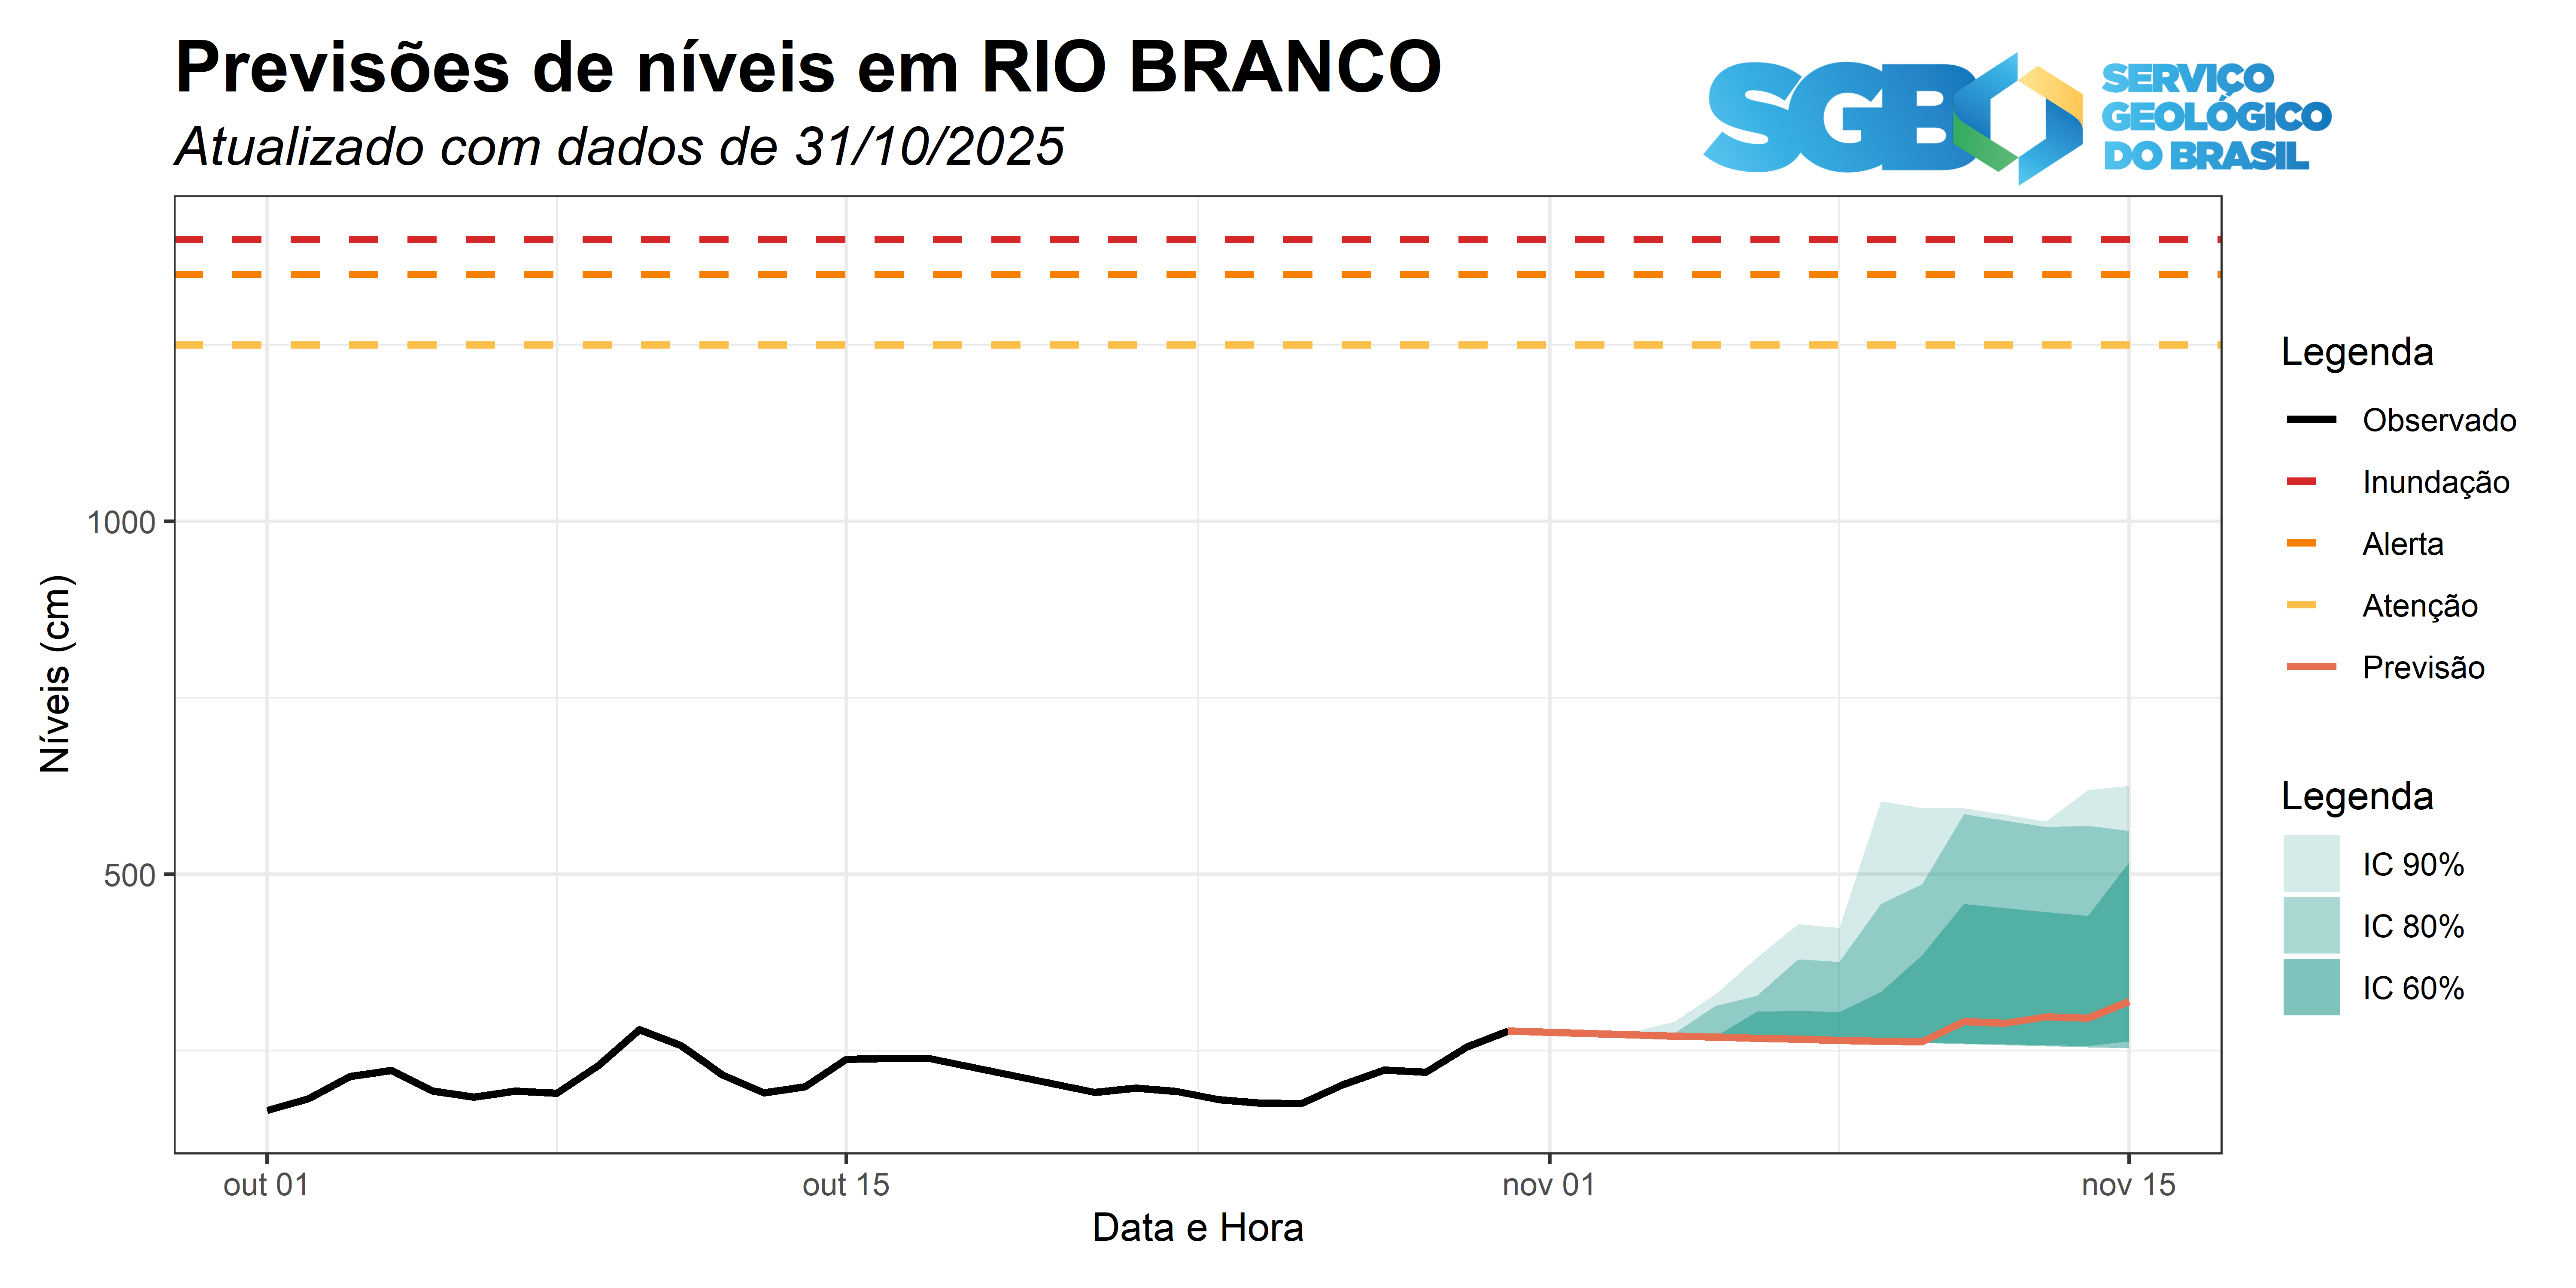 Previsões de níveis em RIO BRANCO
Atualizado com dados de 31/10/2025
SGB
SERVIÇO
GEOLÓGICO
DO BRASIL
Níveis (cm)
1000
500
out 01
out 15
nov 01
nov 15
Data e Hora
Legenda
Observado
Inundação
Alerta
Atenção
Previsão
Legenda
IC 90%
IC 80%
IC 60%